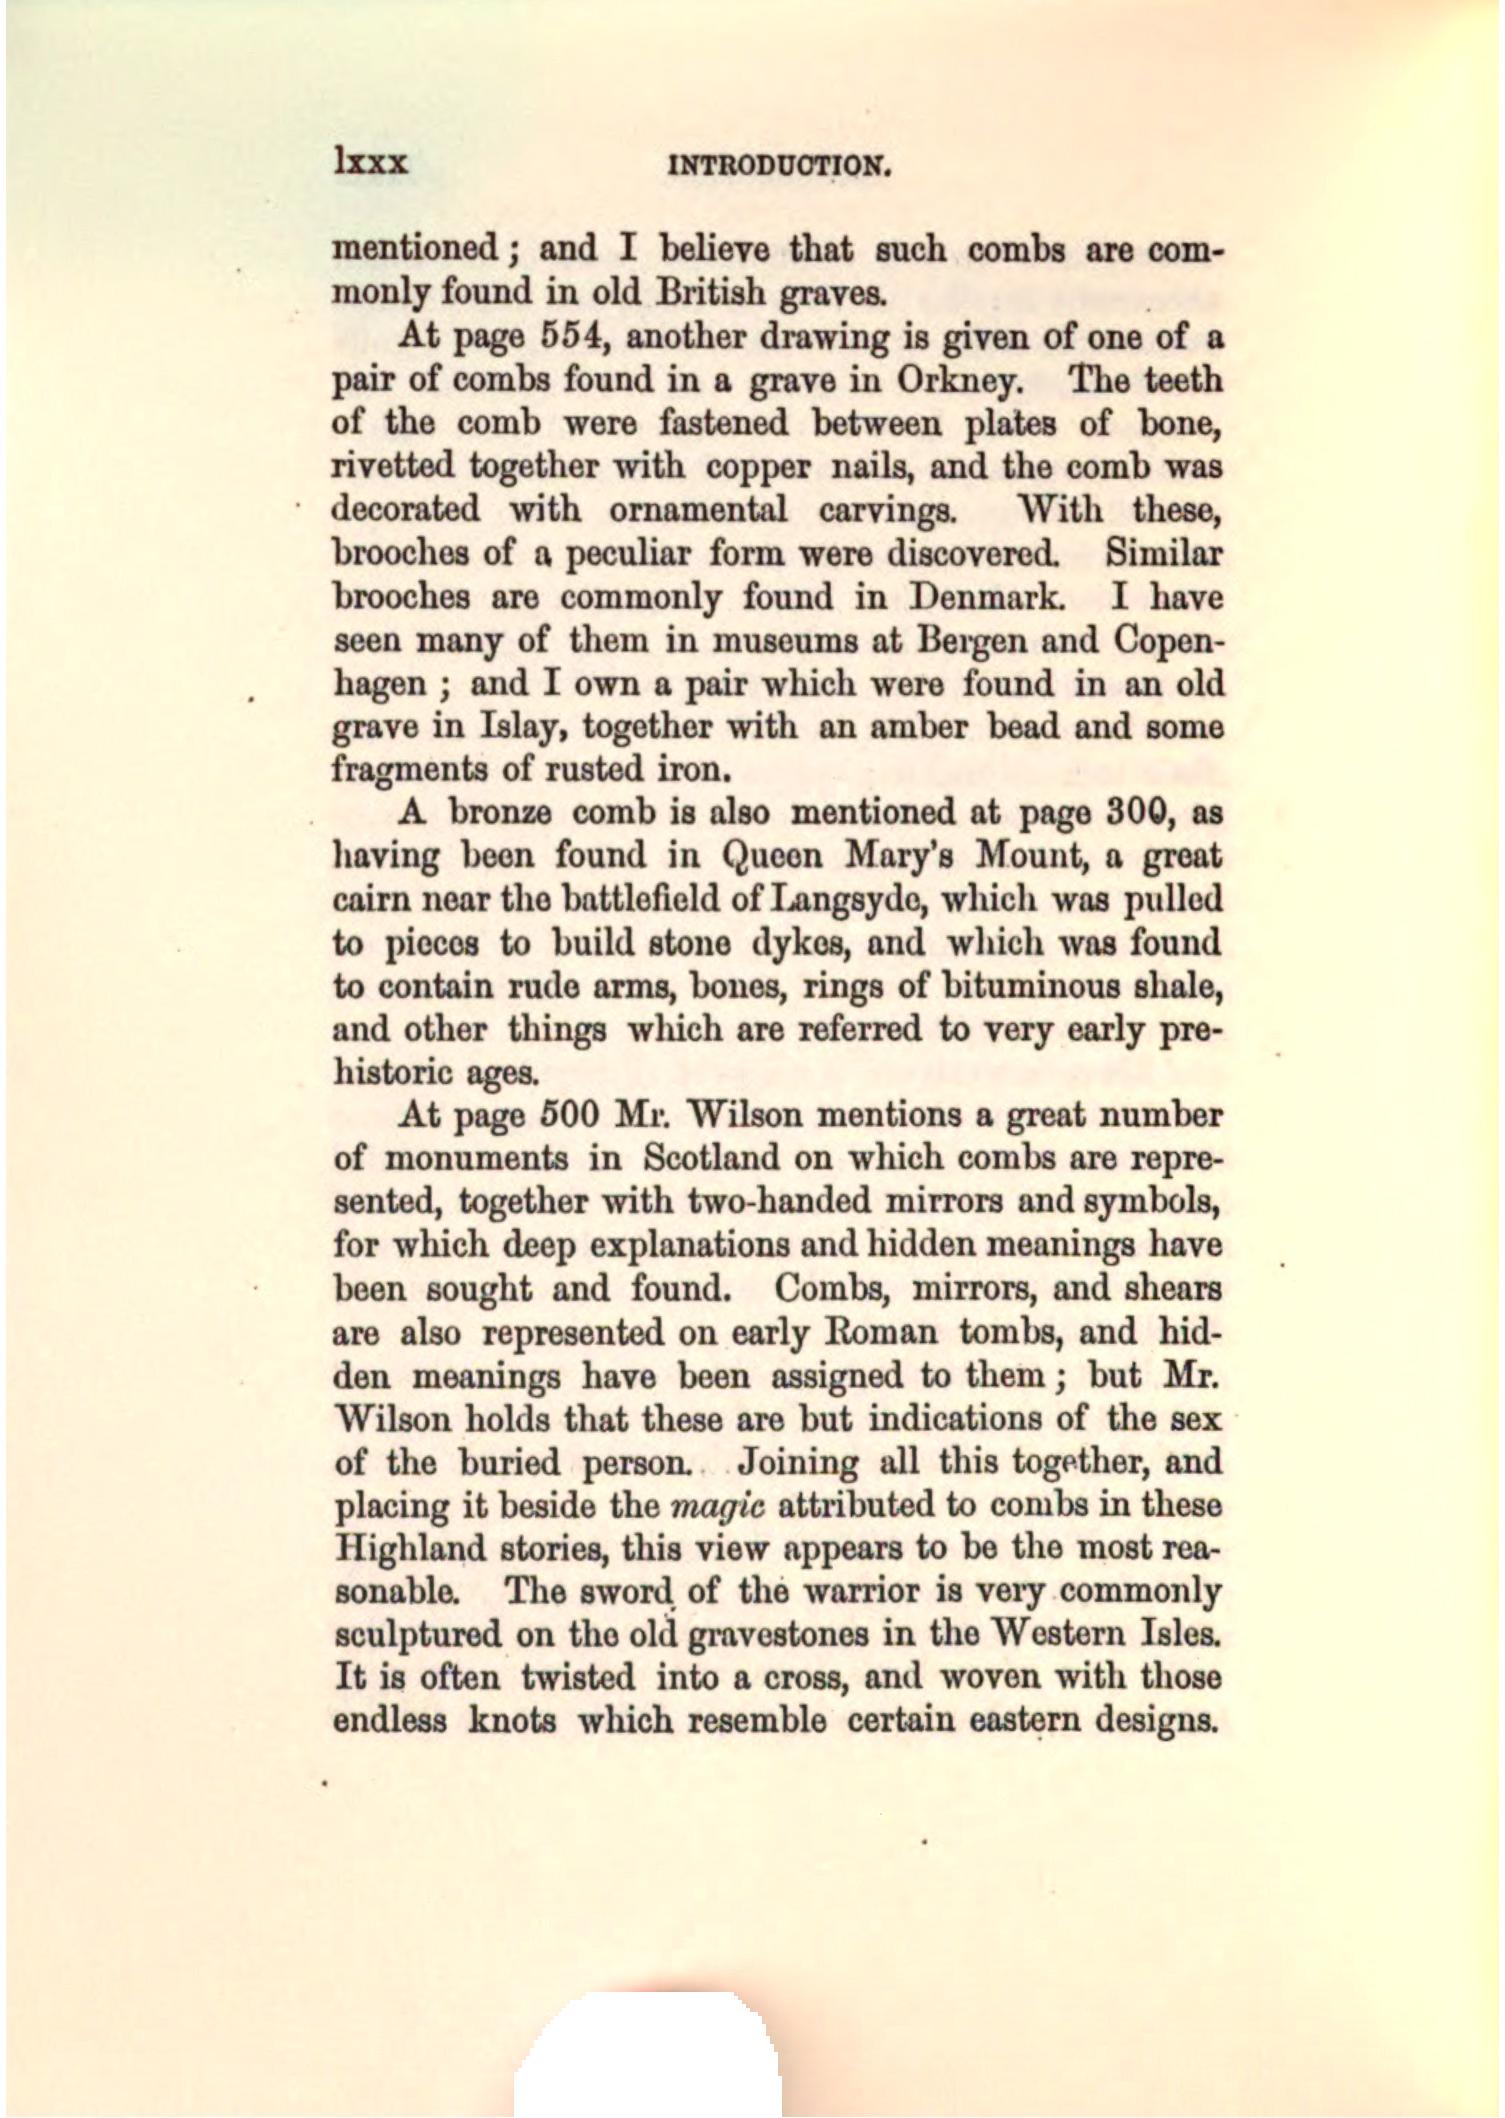 lxxx INTRODUCTION.
mentioned ; and I believe that such combs are com-
monly found in old British graves.
At page 554, another drawing is given of one of a
pair of combs found in a grave in Orkney. The teeth
of the comb were fastened between plates of bone,
rivetted together with copper nails, and the comb was
decorated with ornamental carvings. With these,
brooches of a peculiar form were discovered. Similar
brooches are commonly found in Denmark. I have
seen many of them in museums at Bergen and Copen-
hagen ; and I own a pair which were found in an old
grave in Islay, together with an amber bead and some
fragments of rusted iron.
A bronze comb is also mentioned at page 300, as
having been found in Queen Mary's Mount, a great
cairn near the battlefield of Langsyde, which was pulled
to pieces to build stone dykes, and which was found
to contain rude arms, bones, rings of bituminous shale,
and other things which are referred to very early pre-
historic ages.
At page 500 Mr. Wilson mentions a great number
of monuments in Scotland on which combs are repre-
sented, together with two-handed mirrors and symbols,
for which deep explanations and hidden meanings have
been sought and found. Combs, mirrors, and shears
are also represented on early Roman tombs, and hid-
den meanings have been assigned to them ; but Mr.
Wilson holds that these are but indications of the sex
of the buried person. Joining all this together, and
placing it beside the magic attributed to combs in these
Highland stories, this view appears to be the most rea-
sonable. The sword of the warrior is very commonly
sculptured on the old gravestones in the Western Isles.
It is often twisted into a cross, and woven with those
endless knots which resemble certain eastern designs.